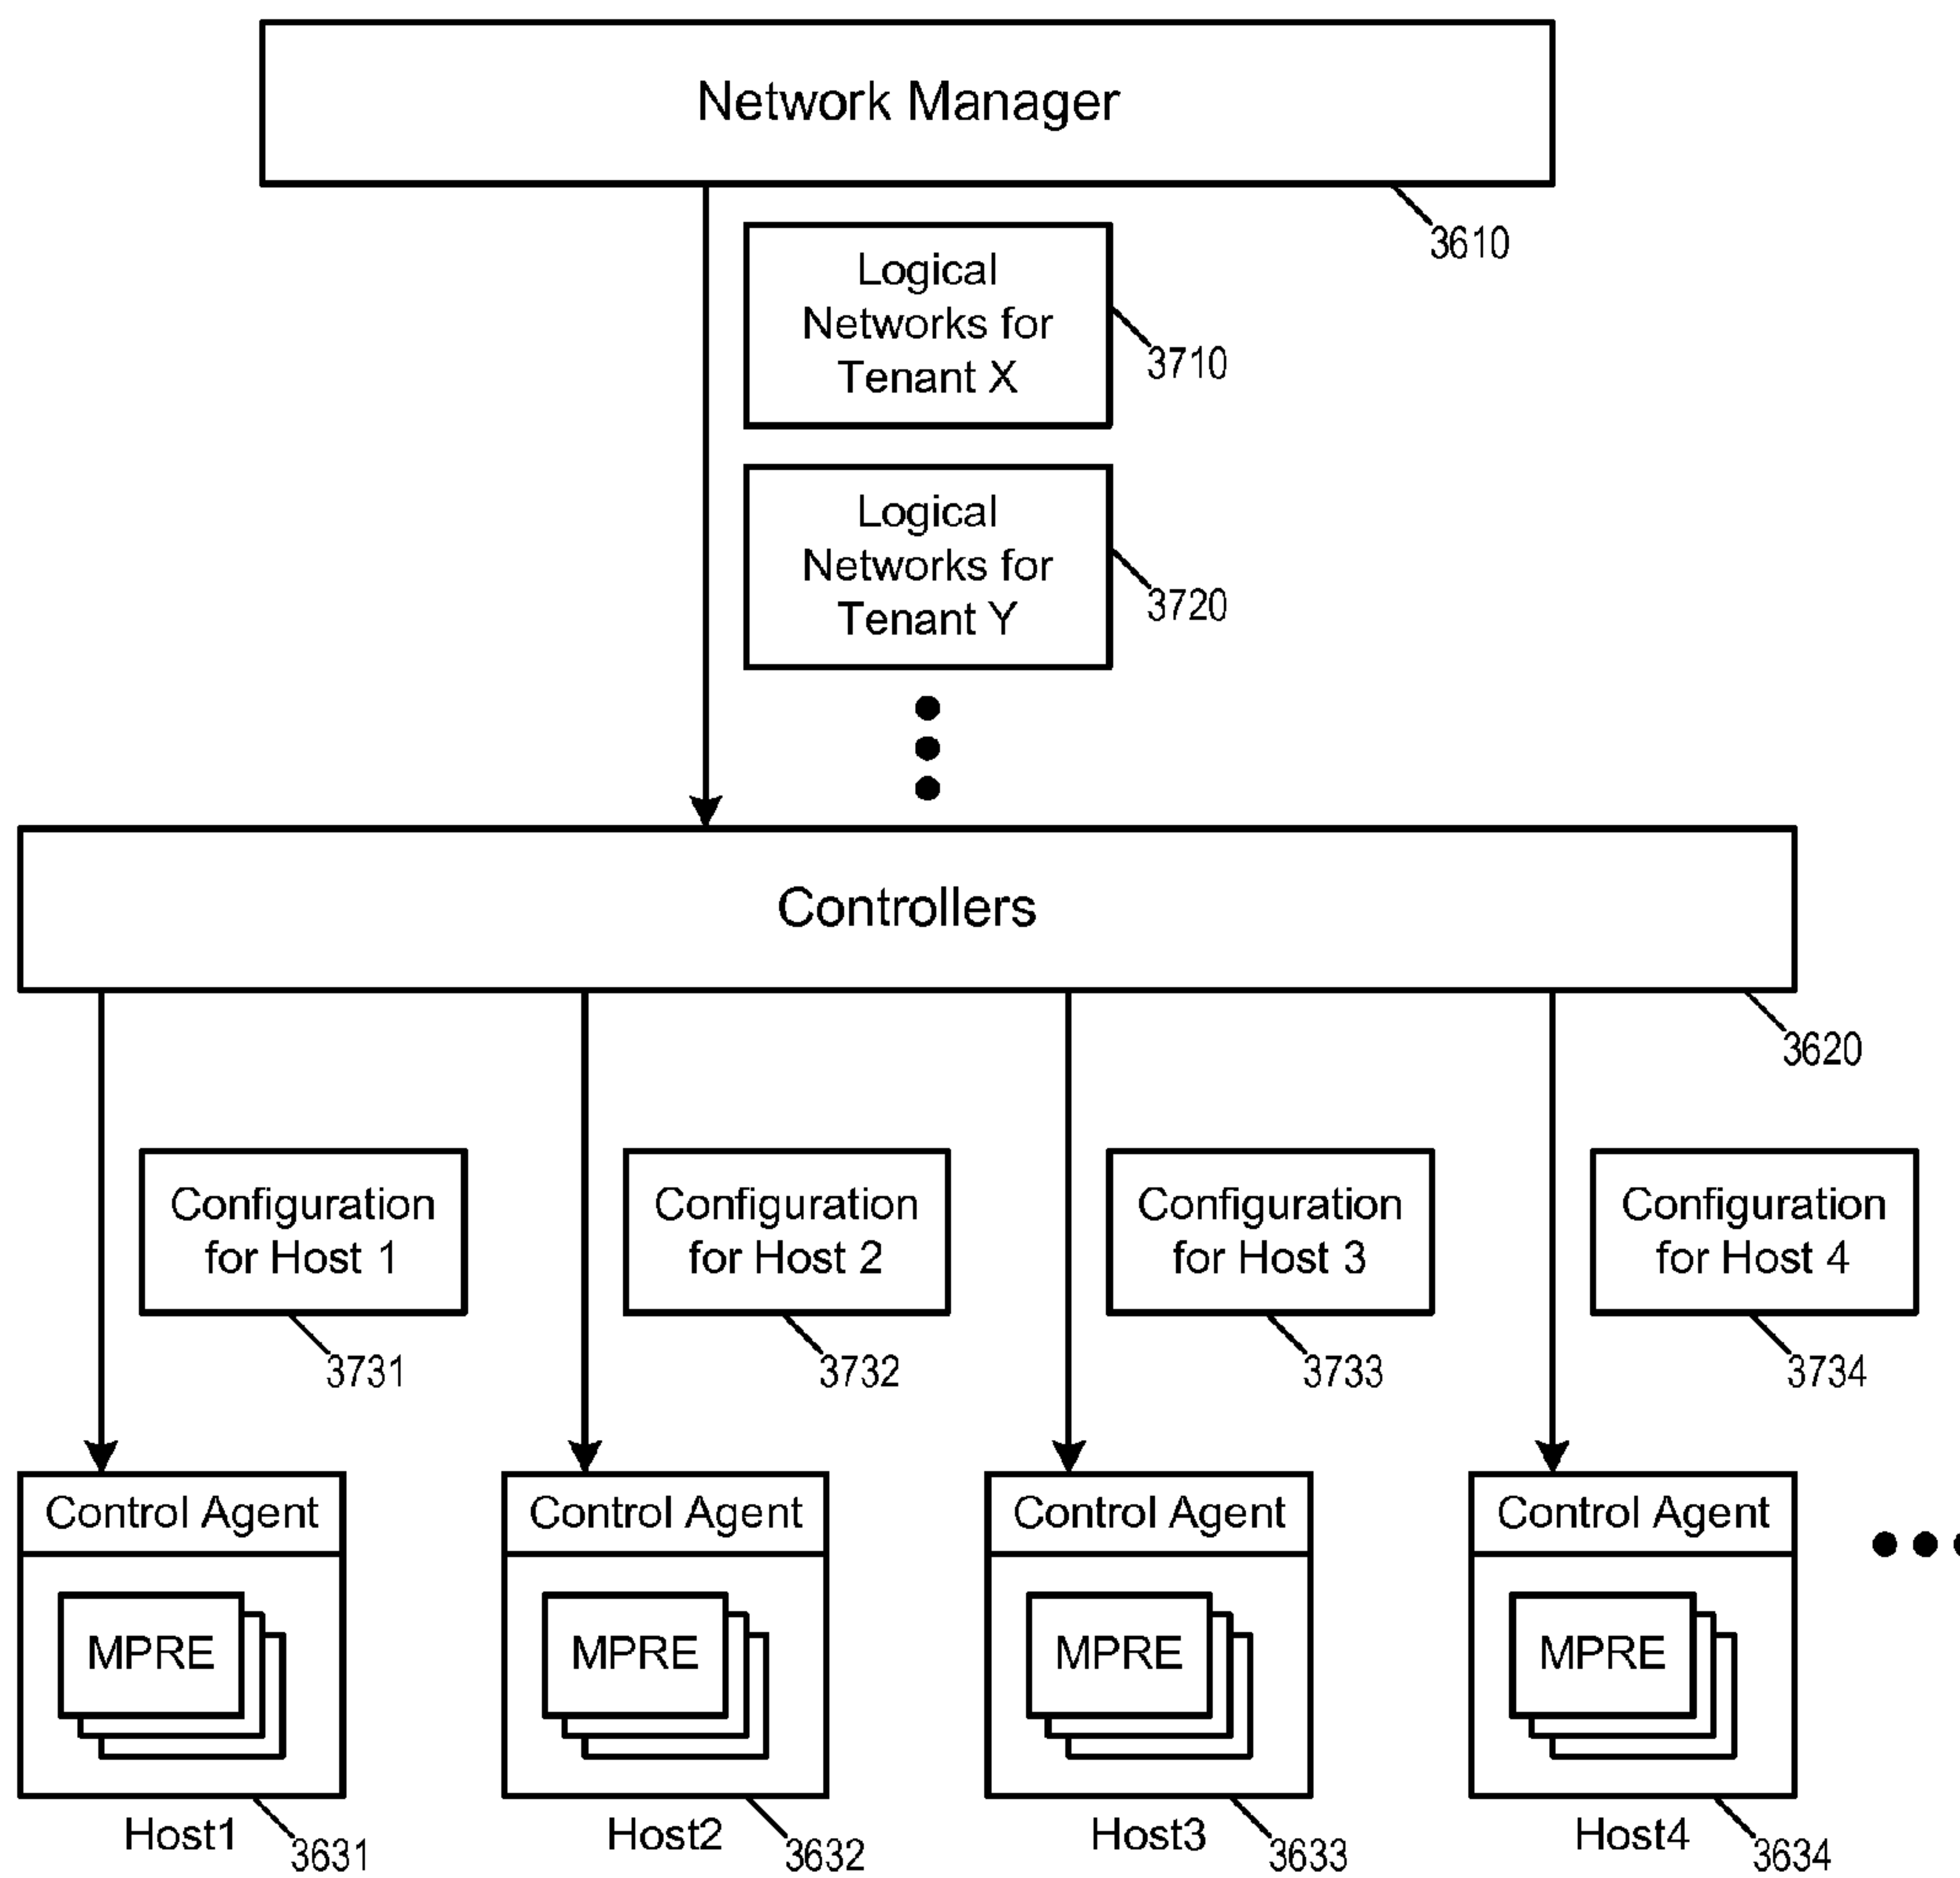 Network Manager
3610
Logical
Networks for
Tenant X
3710
Logical
Networks for
Tenant Y
3720
Controllers
3620
Configuration
for Host 1
3731
Configuration
for Host 2
3732
Configuration
for Host 3
3733
Configuration
for Host 4
3734
Control Agent
MPRE
Host1
3631
Control Agent
MPRE
Host2
3632
Control Agent
MPRE
Host3
3633
Control Agent
MPRE
Host4
3634